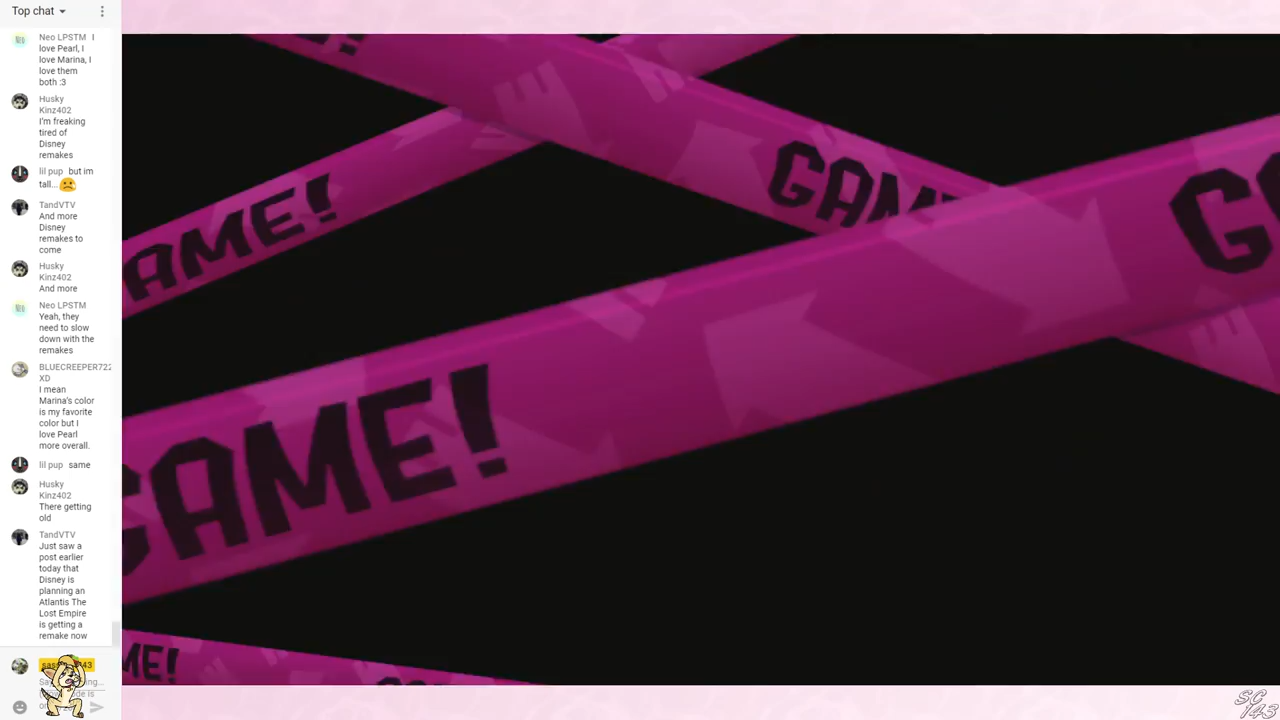 Top chat
Neo LPSTM I
love Pearl, I
love Marina, I
love them
both :3
Husky
Kinz402
I'm freaking
tired of
Disney
remakes
lil pup but im
tall...
TandVTV
And more
Disney
remakes to
come
Husky
Kinz402
And more
Neo LPSTM
Yeah, they
need to slow
down with the
remakes
BLUECREEPER722
XD
I mean
Marina's color
is my favorite
color but I
love Pearl
more overall.
lil pup same
Husky
Kinz402
There getting
old
TandVTV
Just saw a
post earlier
today that
Disney is
planning an
Atlantis The
Lost Empire
is getting a
remake now
GAME!
GAME!
GAME!
ME!
SC
143